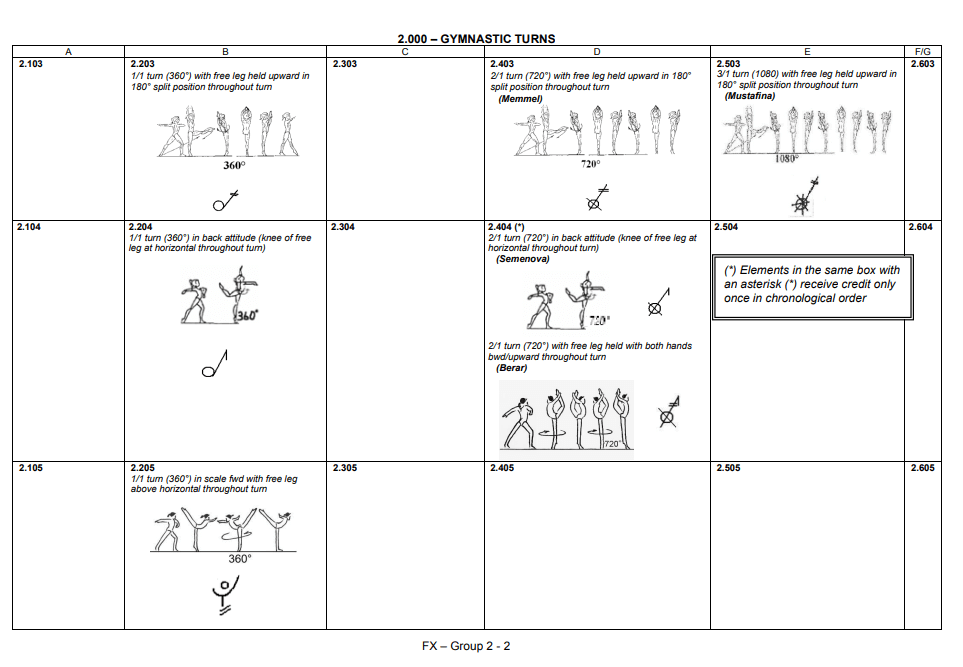 2.000 – GYMNASTIC TURNS
A B C D E F/G
2.103
2.203
1/1 turn (360°) with free leg held upward in
180° split position throughout turn
360°
2.303
2.403
2/1 turn (720°) with free leg held upward in 180°
split position throughout turn
(Memmel)
720°
2.503
3/1 turn (1080) with free leg held upward in
180° split position throughout turn
(Mustafina)
1080°
2.603
2.104
2.204
1/1 turn (360°) in back attitude (knee of free
leg at horizontal throughout turn)
360°
2.304
2.404 (*)
2/1 turn (720°) in back attitude (knee of free leg at
horizontal throughout turn)
(Semenova)
720°
2/1 turn (720°) with free leg held with both hands
bwd/upward throughout turn
(Berar)
720°
2.504
(*) Elements in the same box with
an asterisk (*) receive credit only
once in chronological order
2.604
2.105
2.205
1/1 turn (360°) in scale fwd with free leg
above horizontal throughout turn
360°
2.305
2.405
2.505
2.605
FX – Group 2 - 2